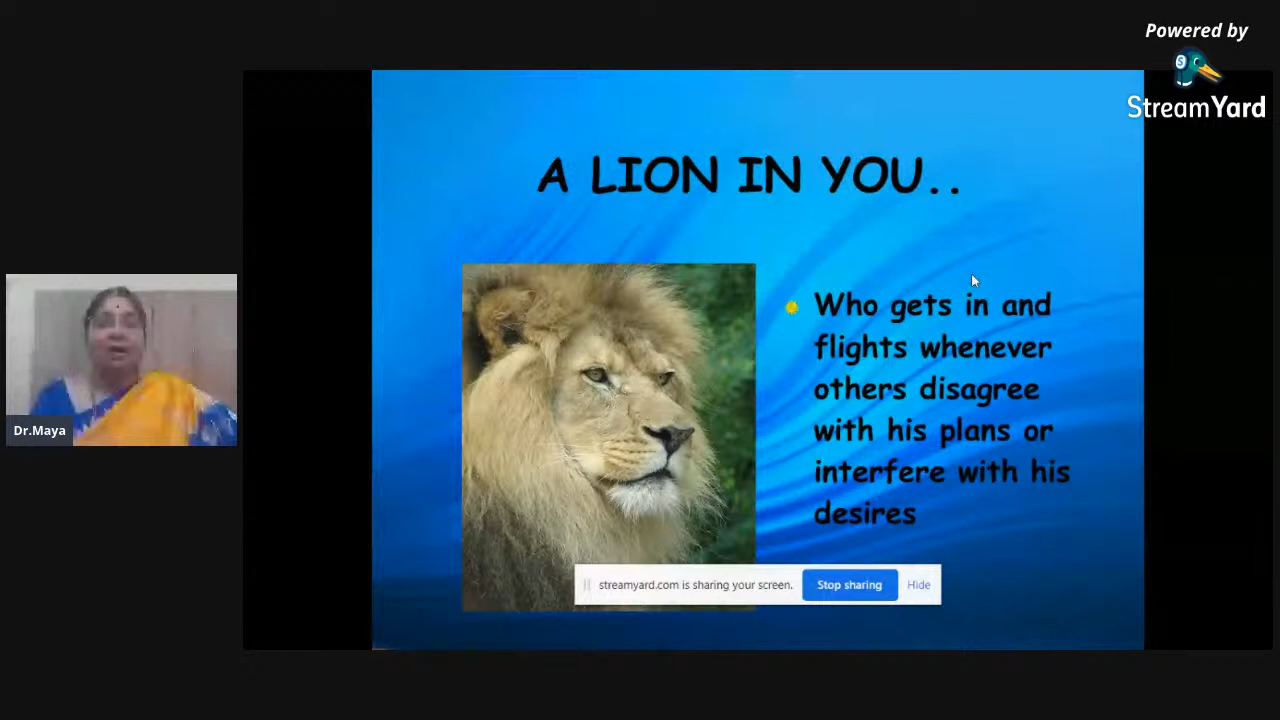 Powered by
StreamYard
A LION IN YOU..
Who gets in and
flights whenever
others disagree
with his plans or
interfere with his
desires
Dr.Maya
streamyard.com is sharing your screen. Stop sharing Hide